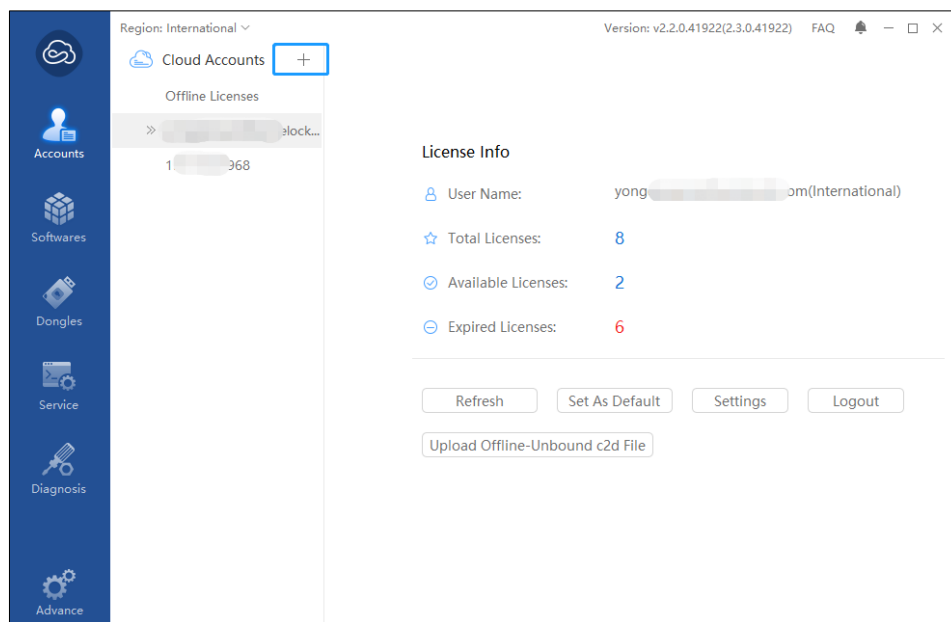 Region: International
Version: v2.2.0.41922(2.3.0.41922) FAQ
Cloud Accounts +
Offline Licenses
elock...
1 968
Accounts
Softwares
Dongles
Service
Diagnosis
Advance
License Info
User Name: yong om(International)
Total Licenses: 8
Available Licenses: 2
Expired Licenses: 6
Refresh Set As Default Settings Logout
Upload Offline-Unbound c2d File